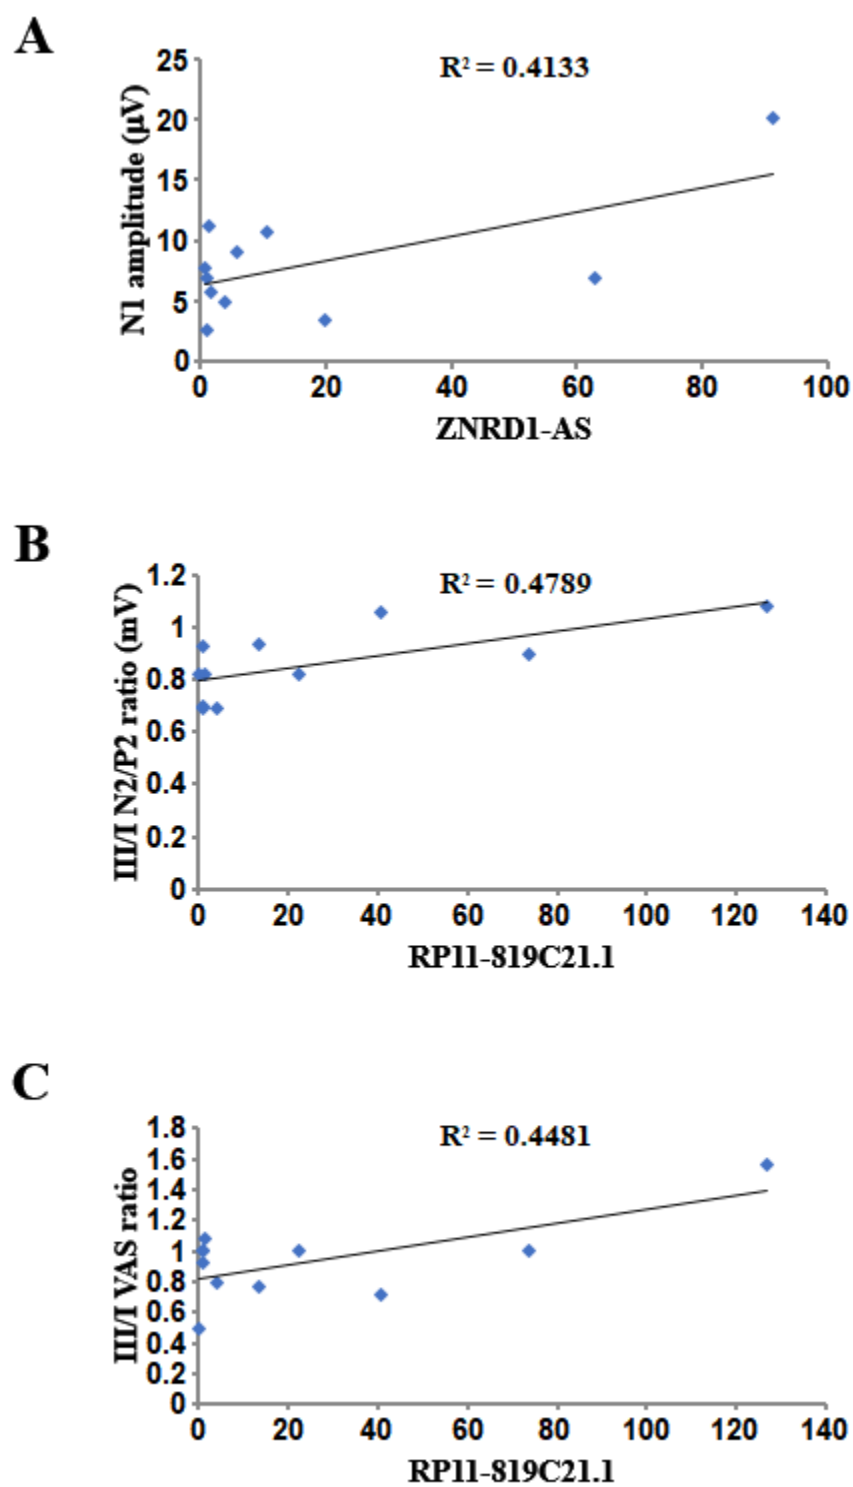 A
R² = 0.4133
N1 amplitude (µV)
25
20
15
10
5
0
0 20 40 60 80 100
ZNRD1-AS
B
R² = 0.4789
III/I N2/P2 ratio (mV)
1.2
1
0.8
0.6
0.4
0.2
0
0 20 40 60 80 100 120 140
RP11-819C21.1
C
R² = 0.4481
III/I VAS ratio
1.8
1.6
1.4
1.2
1
0.8
0.6
0.4
0.2
0
0 20 40 60 80 100 120 140
RP11-819C21.1